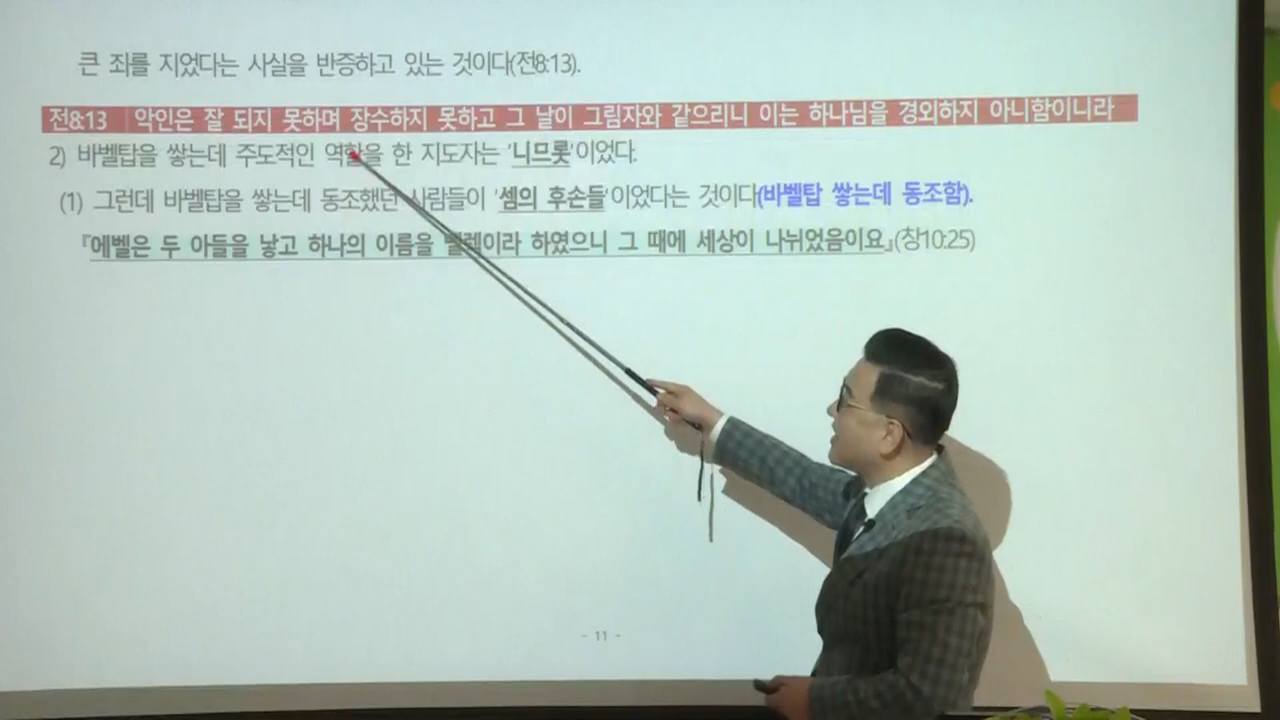 큰 죄를 지었다는 사실을 반증하고 있는 것이다(전8:13).
전8:13 악인은 잘 되지 못하며 장수하지 못하고 그 날이 그림자와 같으리니 이는 하나님을 경외하지 아니함이니라
2) 바벨탑을 쌓는데 주도적인 역할을 한 지도자는 '니므롯'이었다.
(1) 그런데 바벨탑을 쌓는데 동조했던 사람들이 '셈의 후손들'이었다는 것이다(바벨탑 쌓는데 동조함).
『에벨은 두 아들을 낳고 하나의 이름을 벨렉이라 하였으니 그 때에 세상이 나뉘었음이요』(창10:25)
- 11 -